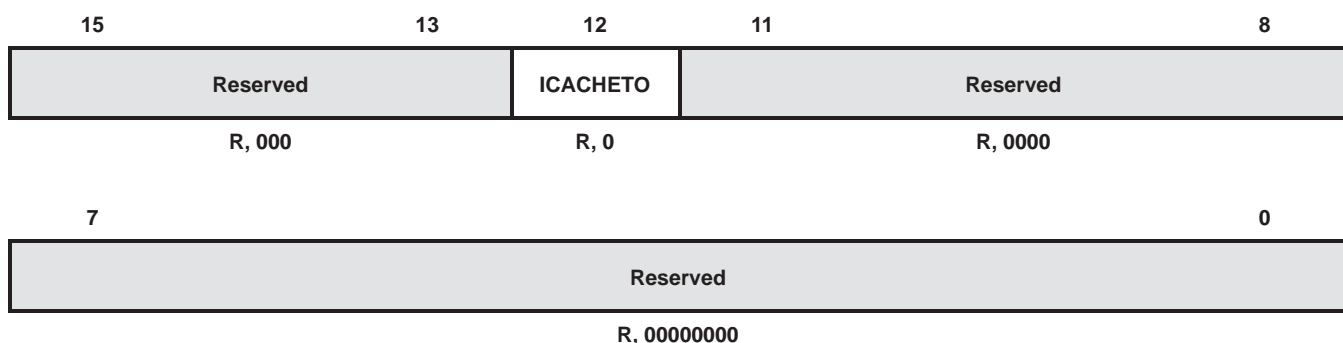 15 13 12 11 8
Reserved ICACHETO Reserved
R, 000 R, 0 R, 0000
7 0
Reserved
R, 00000000